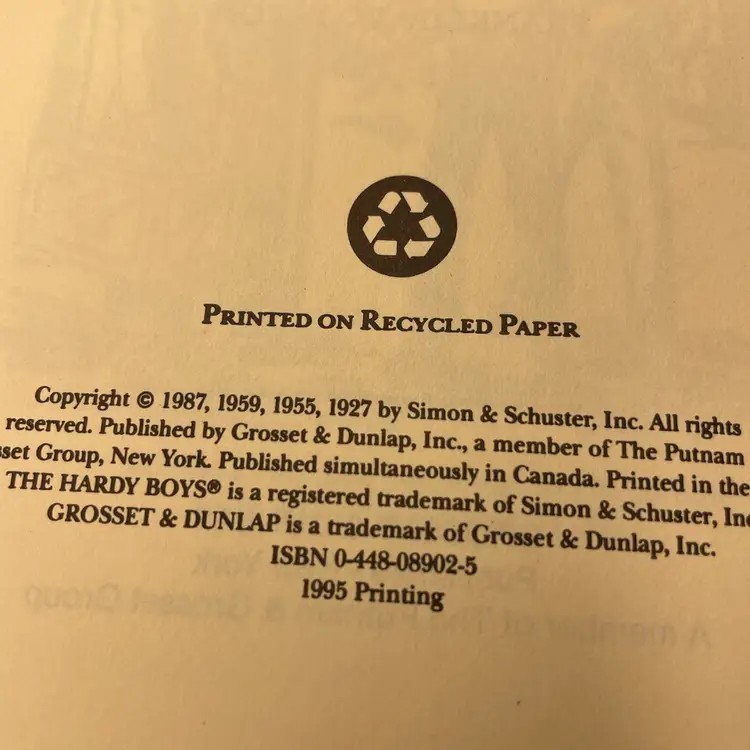 PRINTED ON RECYCLED PAPER
Copyright © 1987, 1959, 1955, 1927 by Simon & Schuster, Inc. All rights
reserved. Published by Grosset & Dunlap, Inc., a member of The Putnam
sset Group, New York. Published simultaneously in Canada. Printed in the
THE HARDY BOYS® is a registered trademark of Simon & Schuster, Inc
GROSSET & DUNLAP is a trademark of Grosset & Dunlap, Inc.
ISBN 0-448-08902-5
1995 Printing